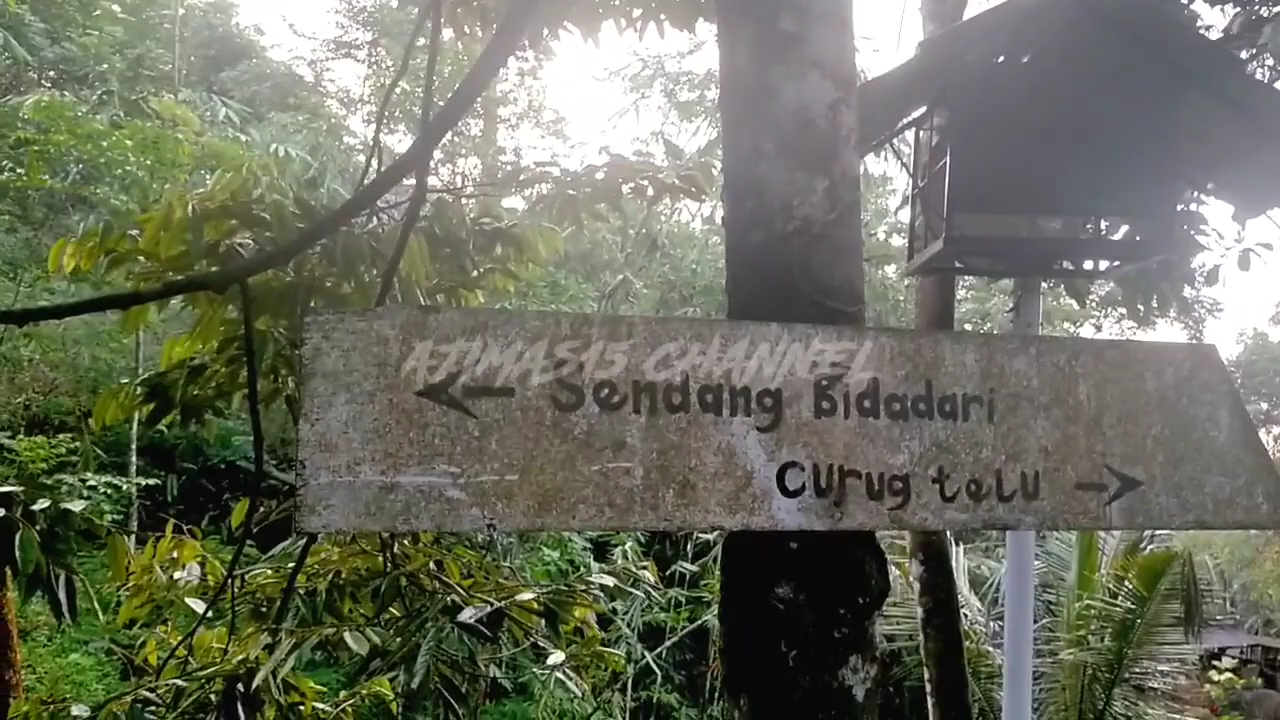 AJIMAS15 CHANNEL
← Sendang Bidadari
Curug telu →